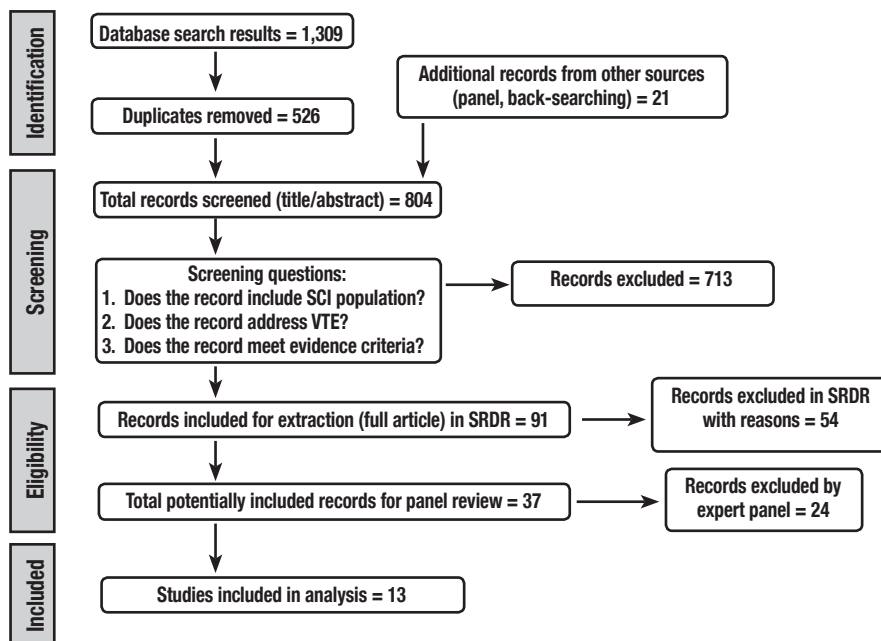 Identification
Database search results = 1,309
Additional records from other sources
(panel, back-searching) = 21
Duplicates removed = 526
Screening
Total records screened (title/abstract) = 804
Screening questions:
1. Does the record include SCI population?
2. Does the record address VTE?
3. Does the record meet evidence criteria?
Records excluded = 713
Eligibility
Records included for extraction (full article) in SRDR = 91
Records excluded in SRDR
with reasons = 54
Total potentially included records for panel review = 37
Records excluded by
expert panel = 24
Included
Studies included in analysis = 13